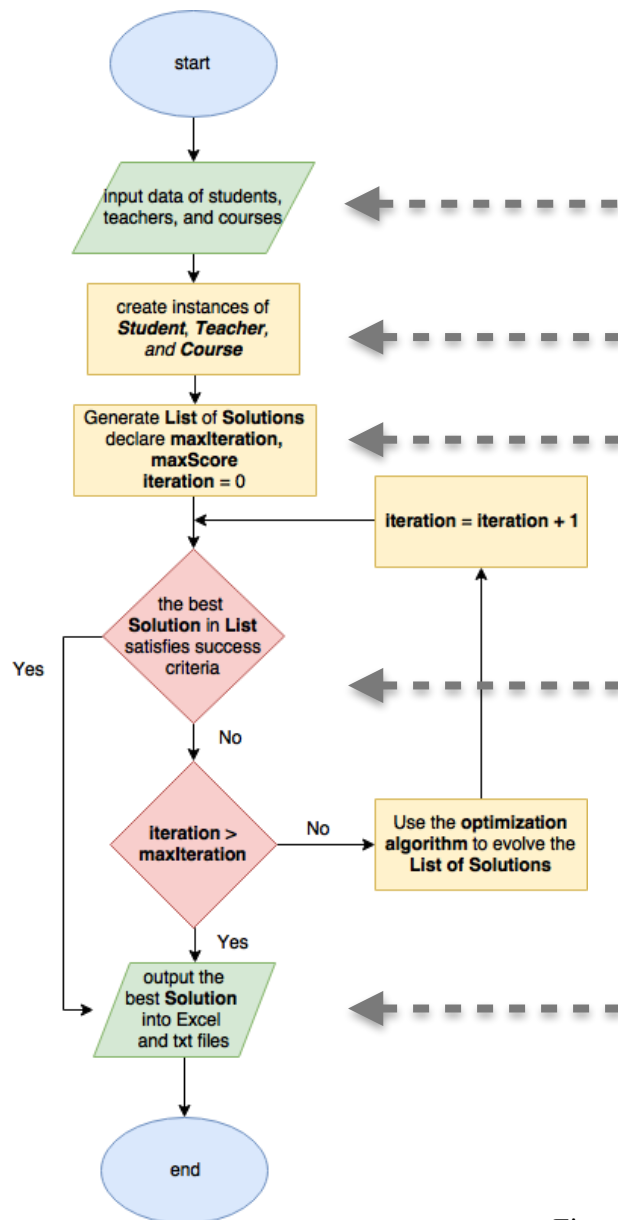 start
input data of students,
teachers, and courses
create instances of
Student, Teacher,
and Course
Generate List of Solutions
declare maxIteration,
maxScore
iteration = 0
iteration = iteration + 1
the best
Solution in List
satisfies success
criteria
Yes
No
iteration >
maxIteration
No
Use the optimization
algorithm to evolve the
List of Solutions
Yes
output the
best Solution
into Excel
and txt files
end